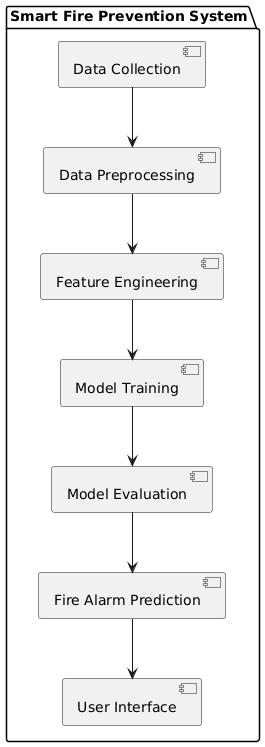 Smart Fire Prevention System
Data Collection
Data Preprocessing
Feature Engineering
Model Training
Model Evaluation
Fire Alarm Prediction
User Interface